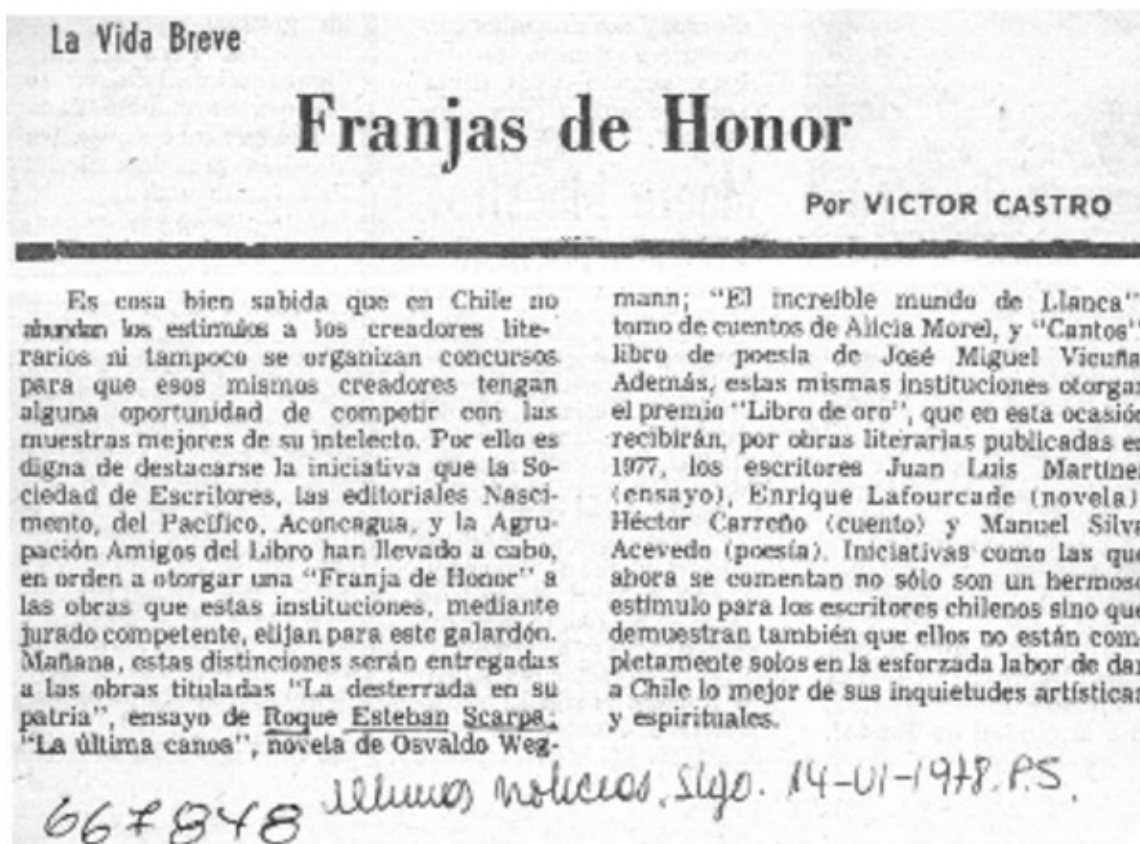 La Vida Breve
Franjas de Honor
Por VICTOR CASTRO
Es cosa bien sabida que en Chile no
abundan los estímulos a los creadores lite-
rarios ni tampoco se organizan concursos
para que esos mismos creadores tengan
alguna oportunidad de competir con las
muestras mejores de su intelecto. Por ello es
digna de destacarse la iniciativa que la So-
ciedad de Escritores, las editoriales Nasci-
mento, del Pacífico, Aconcagua, y la Agru-
pación Amigos del Libro han llevado a cabo,
en orden a otorgar una "Franja de Honor" a
las obras que estas instituciones, mediante
jurado competente, elijan para este galardón.
Mañana, estas distinciones serán entregadas
a las obras tituladas "La desterrada en su
patria", ensayo de Roque Esteban Scarpa;
"La última canoa", novela de Osvaldo Weg-
mann; "El increíble mundo de Llanca"
tomo de cuentos de Alicia Morel, y "Cantos"
libro de poesía de José Miguel Vicuña
Además, estas mismas instituciones otorgan
el premio "Libro de oro", que en esta ocasión
recibirán, por obras literarias publicadas en
1977, los escritores Juan Luis Martínez
(ensayo), Enrique Lafourcade (novela)
Héctor Carreño (cuento) y Manuel Silva
Acevedo (poesía). Iniciativas como las que
ahora se comentan no sólo son un hermoso
estímulo para los escritores chilenos sino que
demuestran también que ellos no están com-
pletamente solos en la esforzada labor de dar
a Chile lo mejor de sus inquietudes artísticas
y espirituales.
Ultimas Noticias, Stgo. 14-VI-1978. P.5.
667848